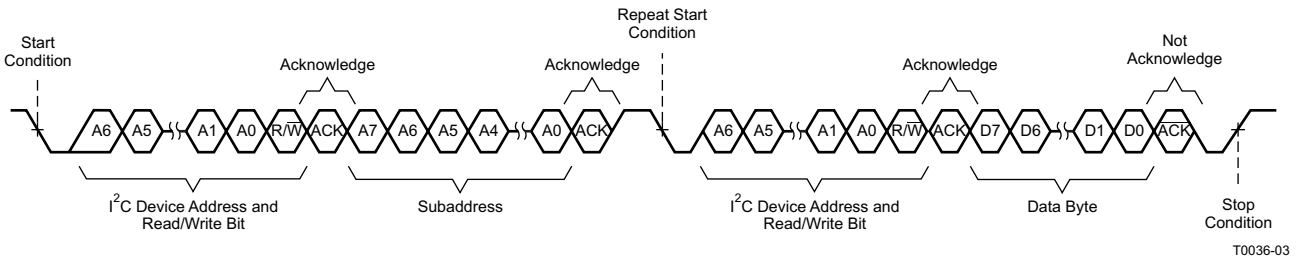 Repeat Start
Condition
Start
Condition
Not
Acknowledge
Acknowledge
Acknowledge
Acknowledge
A6 A5 A1 A0 R/W̅ ACK A7 A6 A5 A4 A0 ACK A6 A5 A1 A0 R/W̅ ACK D7 D6 D1 D0 A̅C̅K̅
I²C Device Address and
Read/Write Bit
Subaddress
I²C Device Address and
Read/Write Bit
Data Byte
Stop
Condition
T0036-03